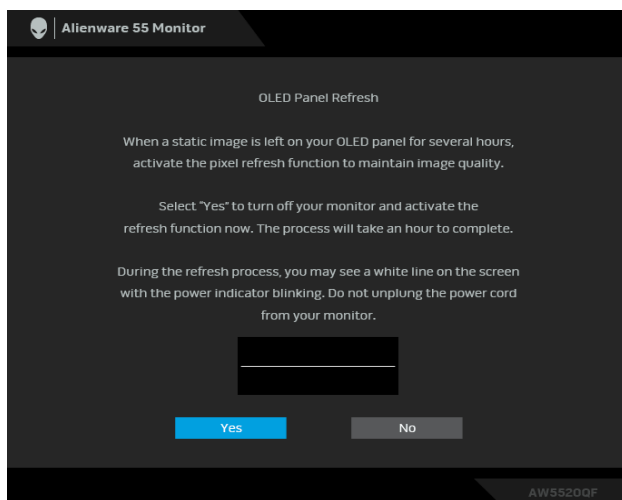 Alienware 55 Monitor
OLED Panel Refresh
When a static image is left on your OLED panel for several hours,
activate the pixel refresh function to maintain image quality.
Select "Yes" to turn off your monitor and activate the
refresh function now. The process will take an hour to complete.
During the refresh process, you may see a white line on the screen
with the power indicator blinking. Do not unplung the power cord
from your monitor.
Yes
No
AW5520QF